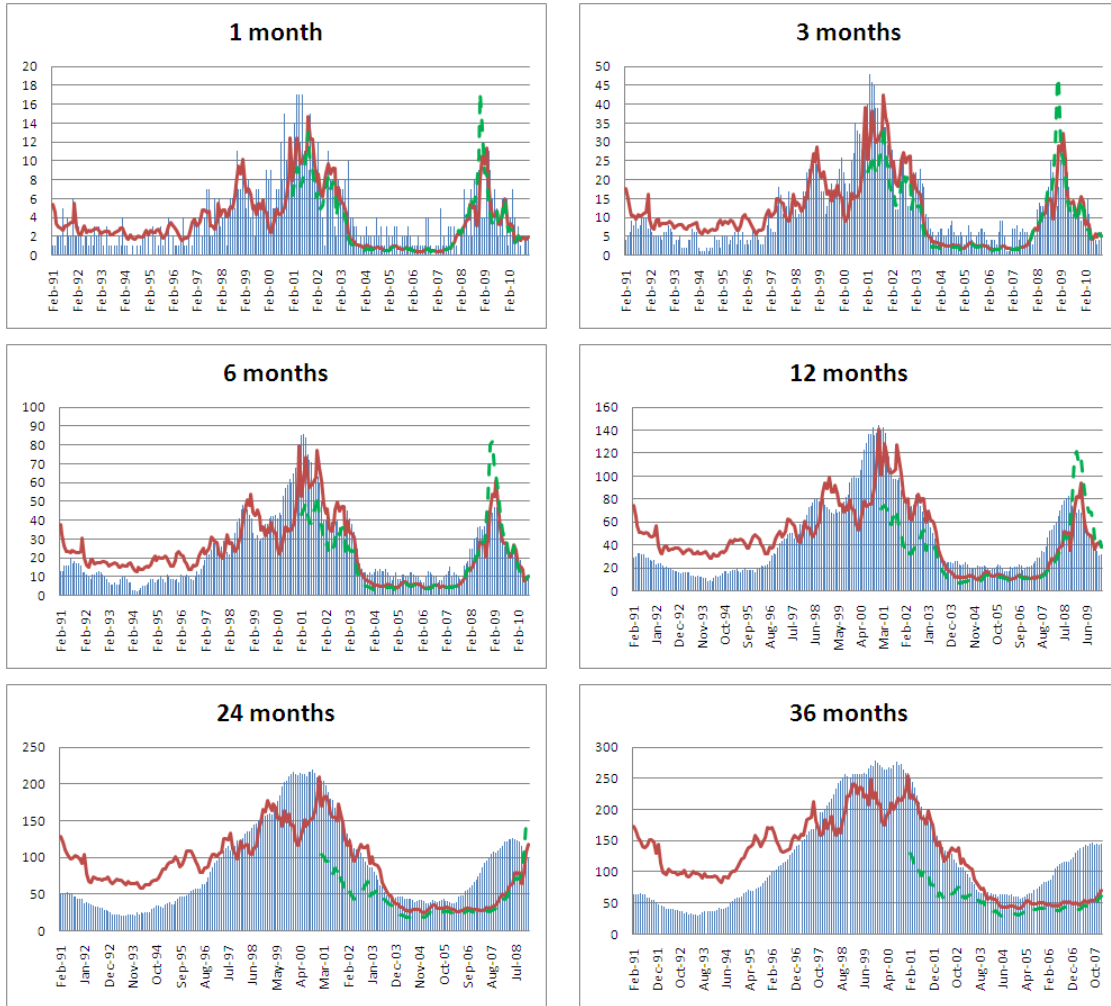 1 month
20
18
16
14
12
10
8
6
4
2
0
Feb-91
Feb-92
Feb-93
Feb-94
Feb-95
Feb-96
Feb-97
Feb-98
Feb-99
Feb-00
Feb-01
Feb-02
Feb-03
Feb-04
Feb-05
Feb-06
Feb-07
Feb-08
Feb-09
Feb-10
3 months
50
45
40
35
30
25
20
15
10
5
0
Feb-91
Feb-92
Feb-93
Feb-94
Feb-95
Feb-96
Feb-97
Feb-98
Feb-99
Feb-00
Feb-01
Feb-02
Feb-03
Feb-04
Feb-05
Feb-06
Feb-07
Feb-08
Feb-09
Feb-10
6 months
100
90
80
70
60
50
40
30
20
10
0
Feb-91
Feb-92
Feb-93
Feb-94
Feb-95
Feb-96
Feb-97
Feb-98
Feb-99
Feb-00
Feb-01
Feb-02
Feb-03
Feb-04
Feb-05
Feb-06
Feb-07
Feb-08
Feb-09
Feb-10
12 months
160
140
120
100
80
60
40
20
0
Feb-91
Jan-92
Dec-92
Nov-93
Oct-94
Sep-95
Aug-96
Jul-97
Jun-98
May-99
Apr-00
Mar-01
Feb-02
Jan-03
Dec-03
Nov-04
Oct-05
Sep-06
Aug-07
Jul-08
Jun-09
24 months
250
200
150
100
50
0
Feb-91
Jan-92
Dec-92
Nov-93
Oct-94
Sep-95
Aug-96
Jul-97
Jun-98
May-99
Apr-00
Mar-01
Feb-02
Jan-03
Dec-03
Nov-04
Oct-05
Sep-06
Aug-07
Jul-08
36 months
300
250
200
150
100
50
0
Feb-91
Dec-91
Oct-92
Aug-93
Jun-94
Apr-95
Feb-96
Dec-96
Oct-97
Aug-98
Jun-99
Apr-00
Feb-01
Dec-01
Oct-02
Aug-03
Jun-04
Apr-05
Feb-06
Dec-06
Oct-07